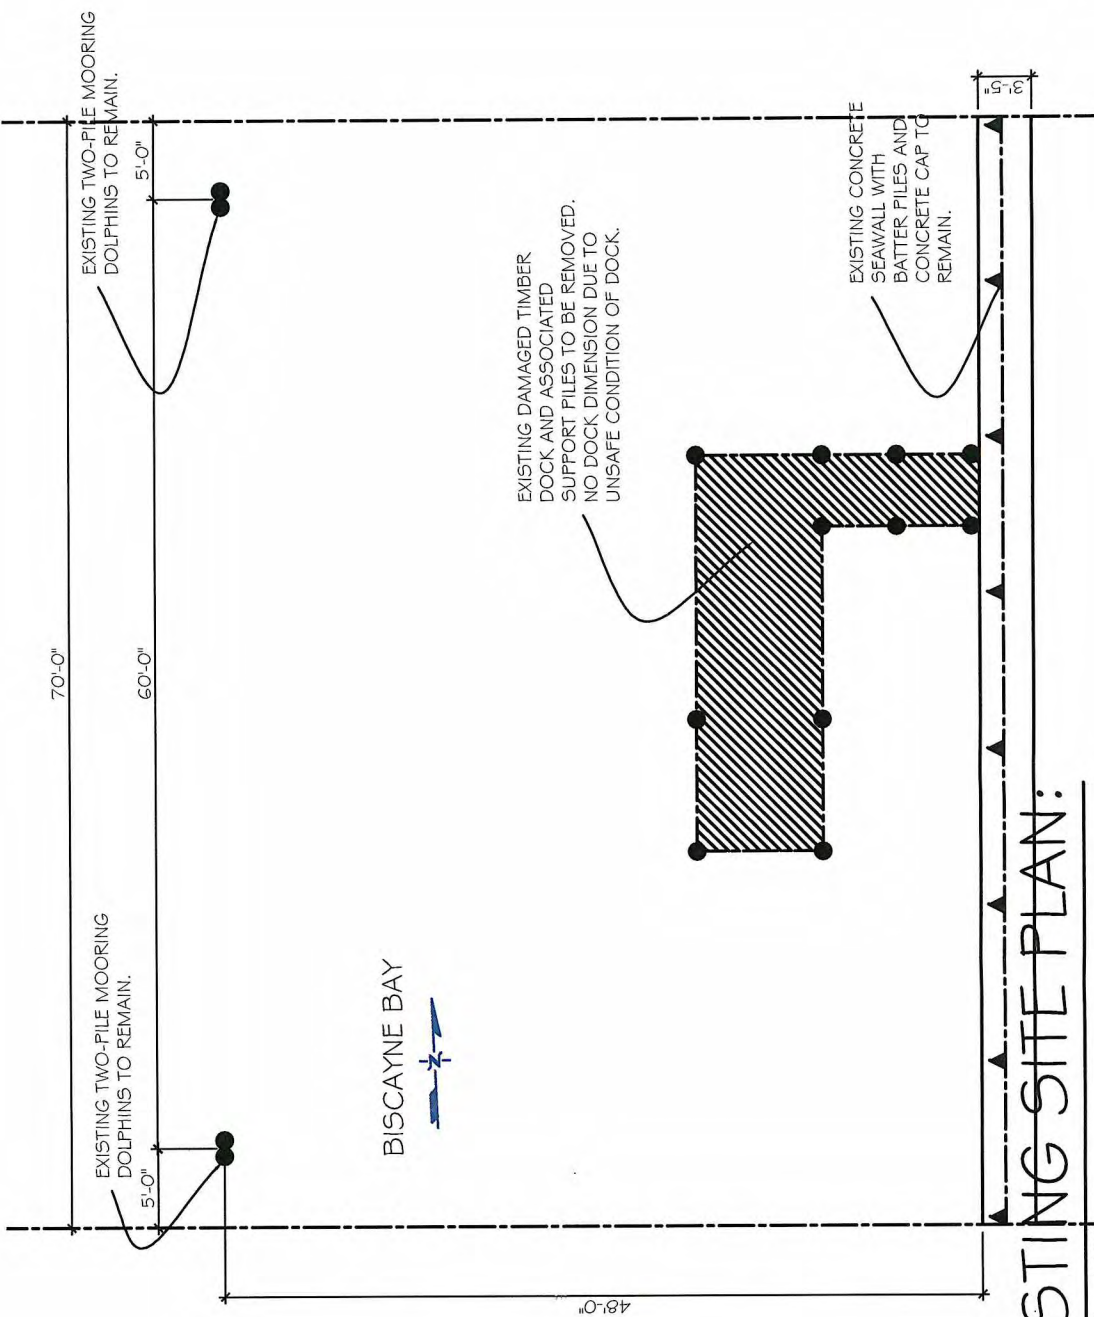 70'-0"
5'-0"
60'-0"
5'-0"
EXISTING TWO-PILE MOORING
DOLPHINS TO REMAIN.
EXISTING TWO-PILE MOORING
DOLPHINS TO REMAIN.
BISCAYNE BAY
Z
EXISTING DAMAGED TIMBER
DOCK AND ASSOCIATED
SUPPORT PILES TO BE REMOVED.
NO DOCK DIMENSION DUE TO
UNSAFE CONDITION OF DOCK.
48'-0"
EXISTING CONCRETE
SEAWALL WITH
BATTER PILES AND
CONCRETE CAP TO
REMAIN.
3'-5"
STING SITE PLAN: